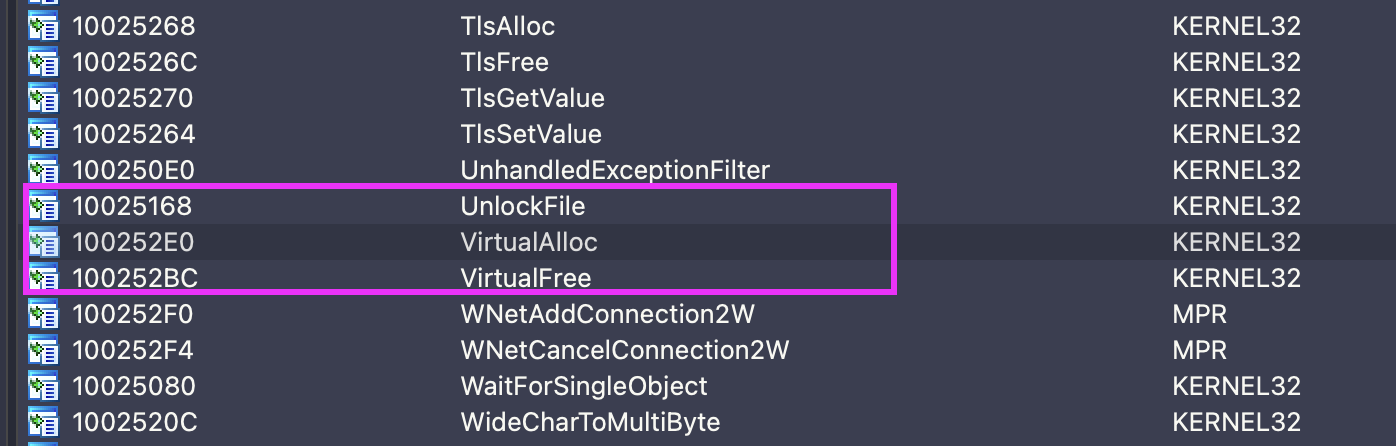 10025268 TlsAlloc KERNEL32
1002526C TlsFree KERNEL32
10025270 TlsGetValue KERNEL32
10025264 TlsSetValue KERNEL32
100250E0 UnhandledExceptionFilter KERNEL32
10025168 UnlockFile KERNEL32
100252E0 VirtualAlloc KERNEL32
100252BC VirtualFree KERNEL32
100252F0 WNetAddConnection2W MPR
100252F4 WNetCancelConnection2W MPR
10025080 WaitForSingleObject KERNEL32
1002520C WideCharToMultiByte KERNEL32